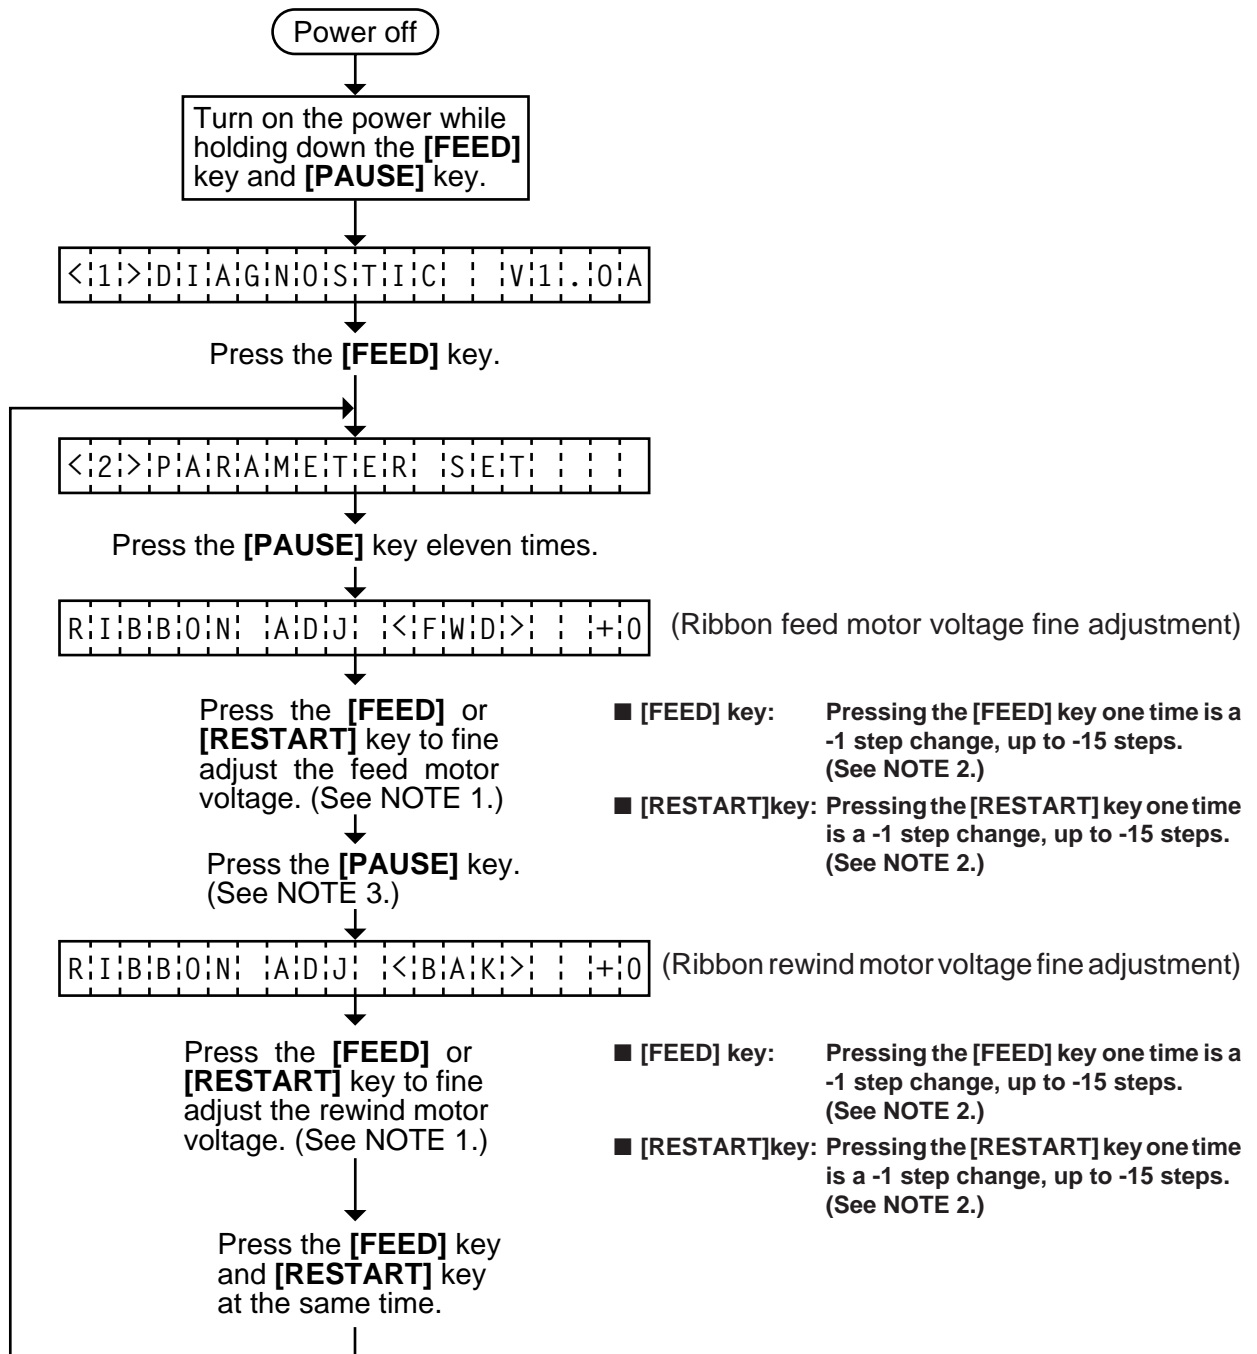 Power off
Turn on the power while
holding down the [FEED]
key and [PAUSE] key.
<1>DIAGNOSTIC  V1.0A
Press the [FEED] key.
<2>PARAMETER SET
Press the [PAUSE] key eleven times.
RIBBON ADJ <FWD>  +0
(Ribbon feed motor voltage fine adjustment)
Press the [FEED] or
[RESTART] key to fine
adjust the feed motor
voltage. (See NOTE 1.)
■ [FEED] key: Pressing the [FEED] key one time is a
-1 step change, up to -15 steps.
(See NOTE 2.)
■ [RESTART]key: Pressing the [RESTART] key one time
is a -1 step change, up to -15 steps.
(See NOTE 2.)
Press the [PAUSE] key.
(See NOTE 3.)
RIBBON ADJ <BAK>  +0
(Ribbon rewind motor voltage fine adjustment)
Press the [FEED] or
[RESTART] key to fine
adjust the rewind motor
voltage. (See NOTE 1.)
■ [FEED] key: Pressing the [FEED] key one time is a
-1 step change, up to -15 steps.
(See NOTE 2.)
■ [RESTART]key: Pressing the [RESTART] key one time
is a -1 step change, up to -15 steps.
(See NOTE 2.)
Press the [FEED] key
and [RESTART] key
at the same time.